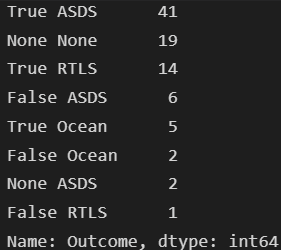 True ASDS 41
None None 19
True RTLS 14
False ASDS 6
True Ocean 5
False Ocean 2
None ASDS 2
False RTLS 1
Name: Outcome, dtype: int64